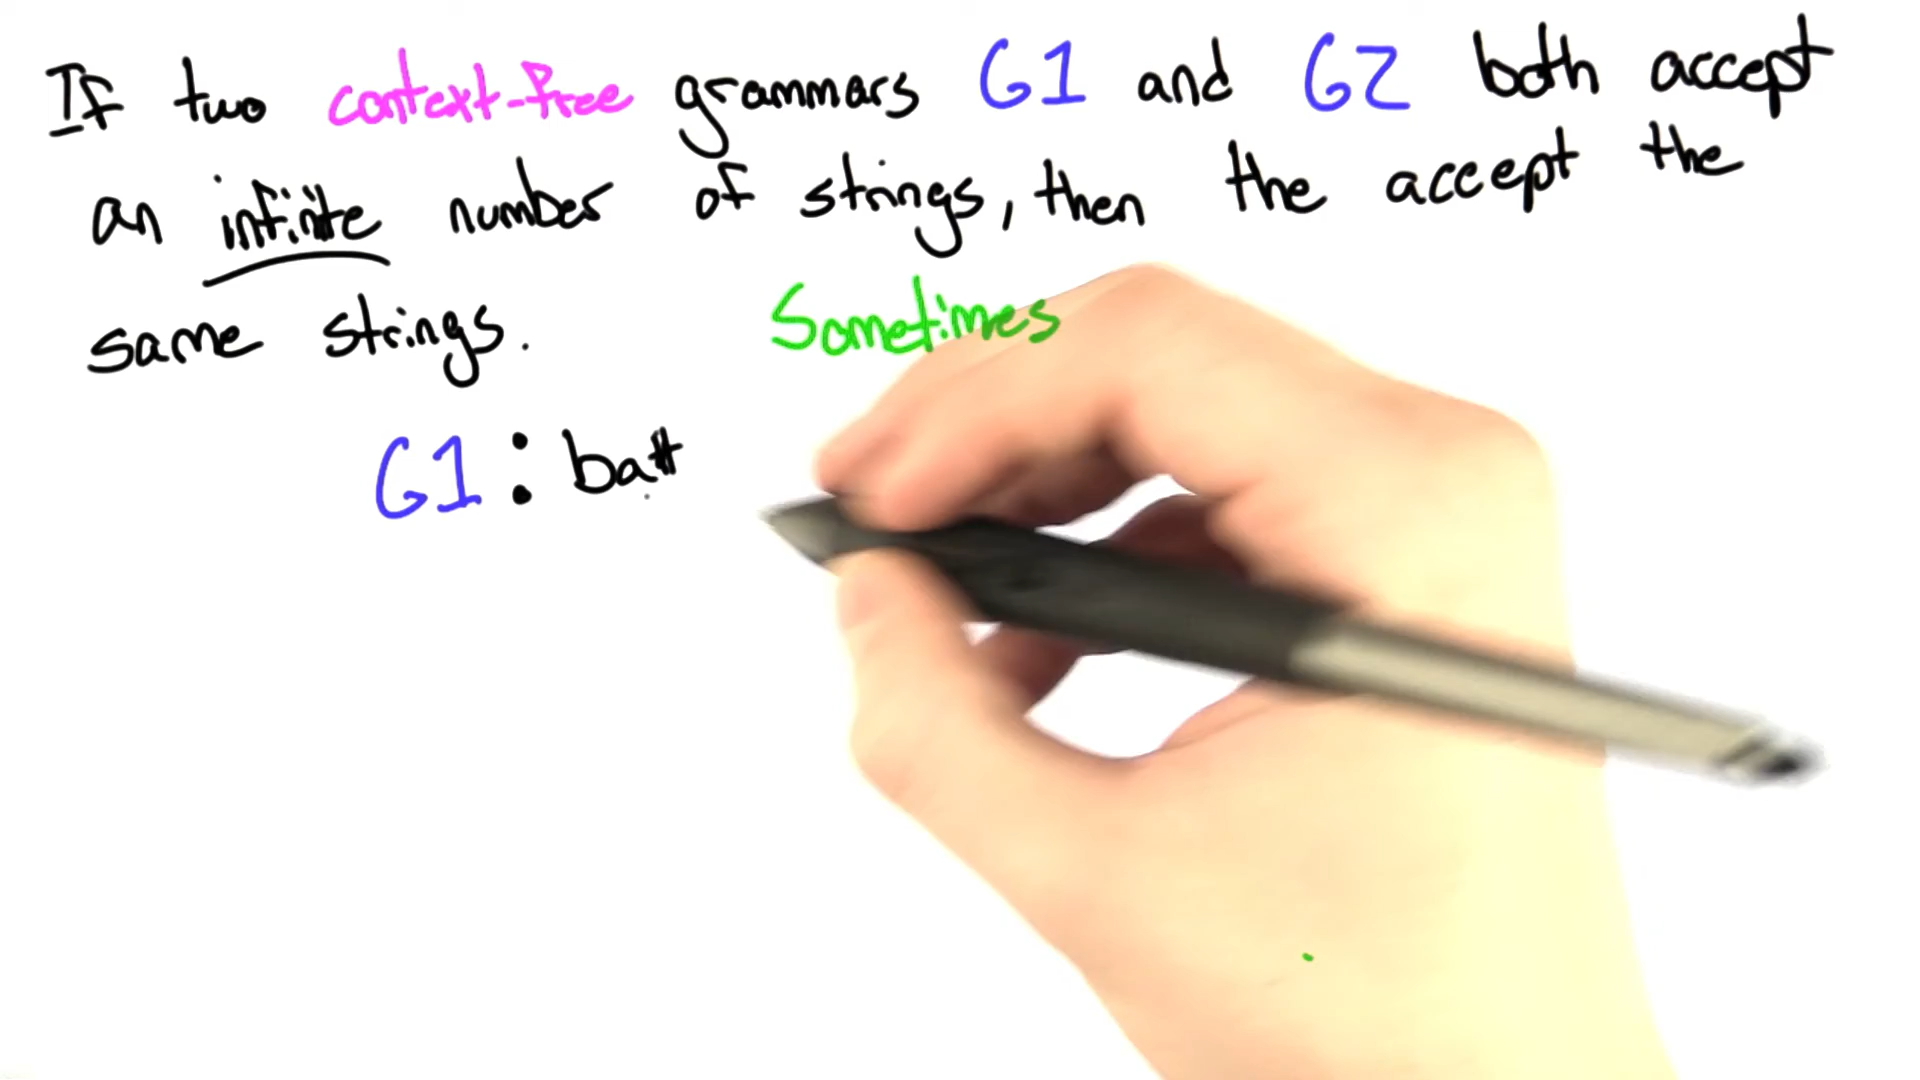 If two context-free grammars G1 and G2 both accept
an infinite number of strings, then the accept the
same strings. Sometimes
G1 : batt